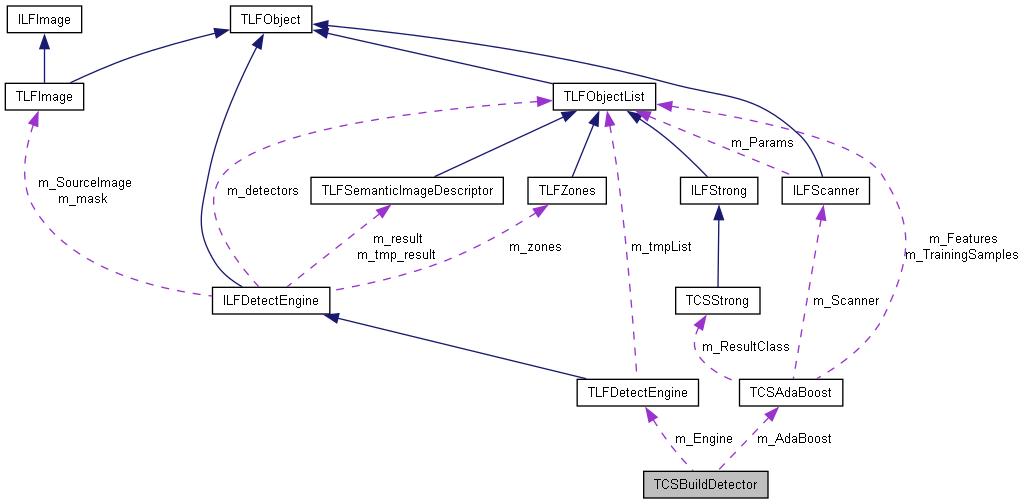 ILFImage
TLFObject
TLFImage
TLFObjectList
m_Params
m_SourceImage
m_mask
m_detectors
TLFSemanticImageDescriptor
TLFZones
ILFStrong
ILFScanner
m_result
m_tmp_result
m_zones
m_tmpList
m_Features
m_TrainingSamples
ILFDetectEngine
TCSStrong
m_Scanner
m_ResultClass
TLFDetectEngine
TCSAdaBoost
m_Engine
m_AdaBoost
TCSBuildDetector